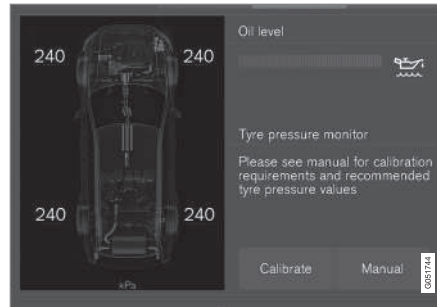 Oil level
240 240
Tyre pressure monitor
Please see manual for calibration
requirements and recommended
tyre pressure values
240 240
Calibrate Manual
kPa
G051744